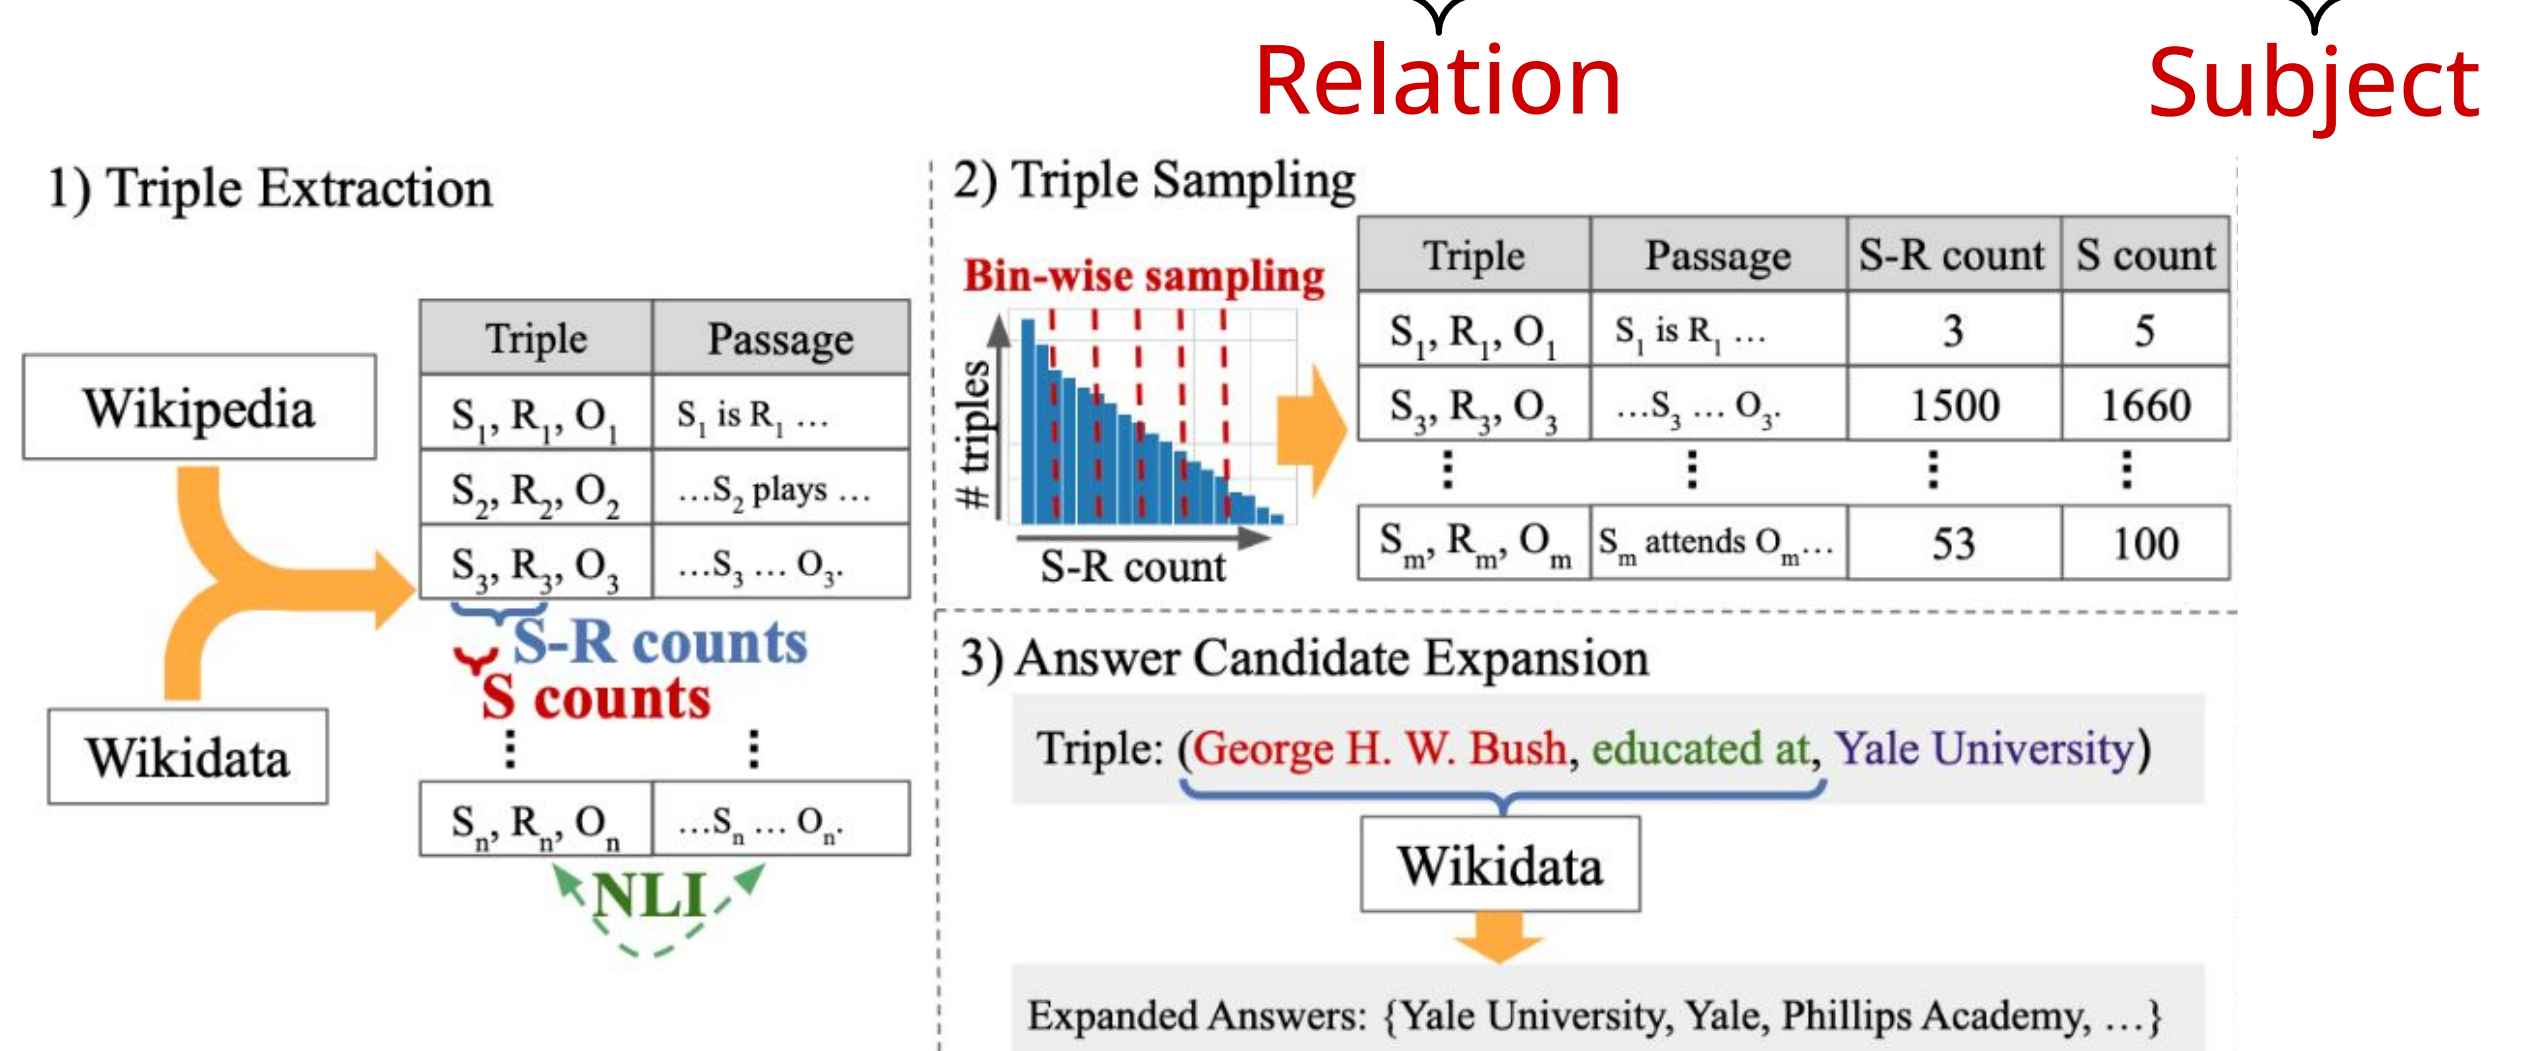 Relation
Subject
1) Triple Extraction
Wikipedia
Wikidata
Triple Passage
S1, R1, O1 S1 is R1 …
S2, R2, O2 …S2 plays …
S3, R3, O3 …S3 … O3.
S-R counts
S counts
⋮ ⋮
Sn, Rn, On …Sn … On.
NLI
2) Triple Sampling
Bin-wise sampling
# triples
S-R count
Triple Passage S-R count S count
S1, R1, O1 S1 is R1 … 3 5
S3, R3, O3 …S3 … O3. 1500 1660
⋮ ⋮ ⋮ ⋮
Sm, Rm, Om Sm attends Om… 53 100
3) Answer Candidate Expansion
Triple: (George H. W. Bush, educated at, Yale University)
Wikidata
Expanded Answers: {Yale University, Yale, Phillips Academy, …}